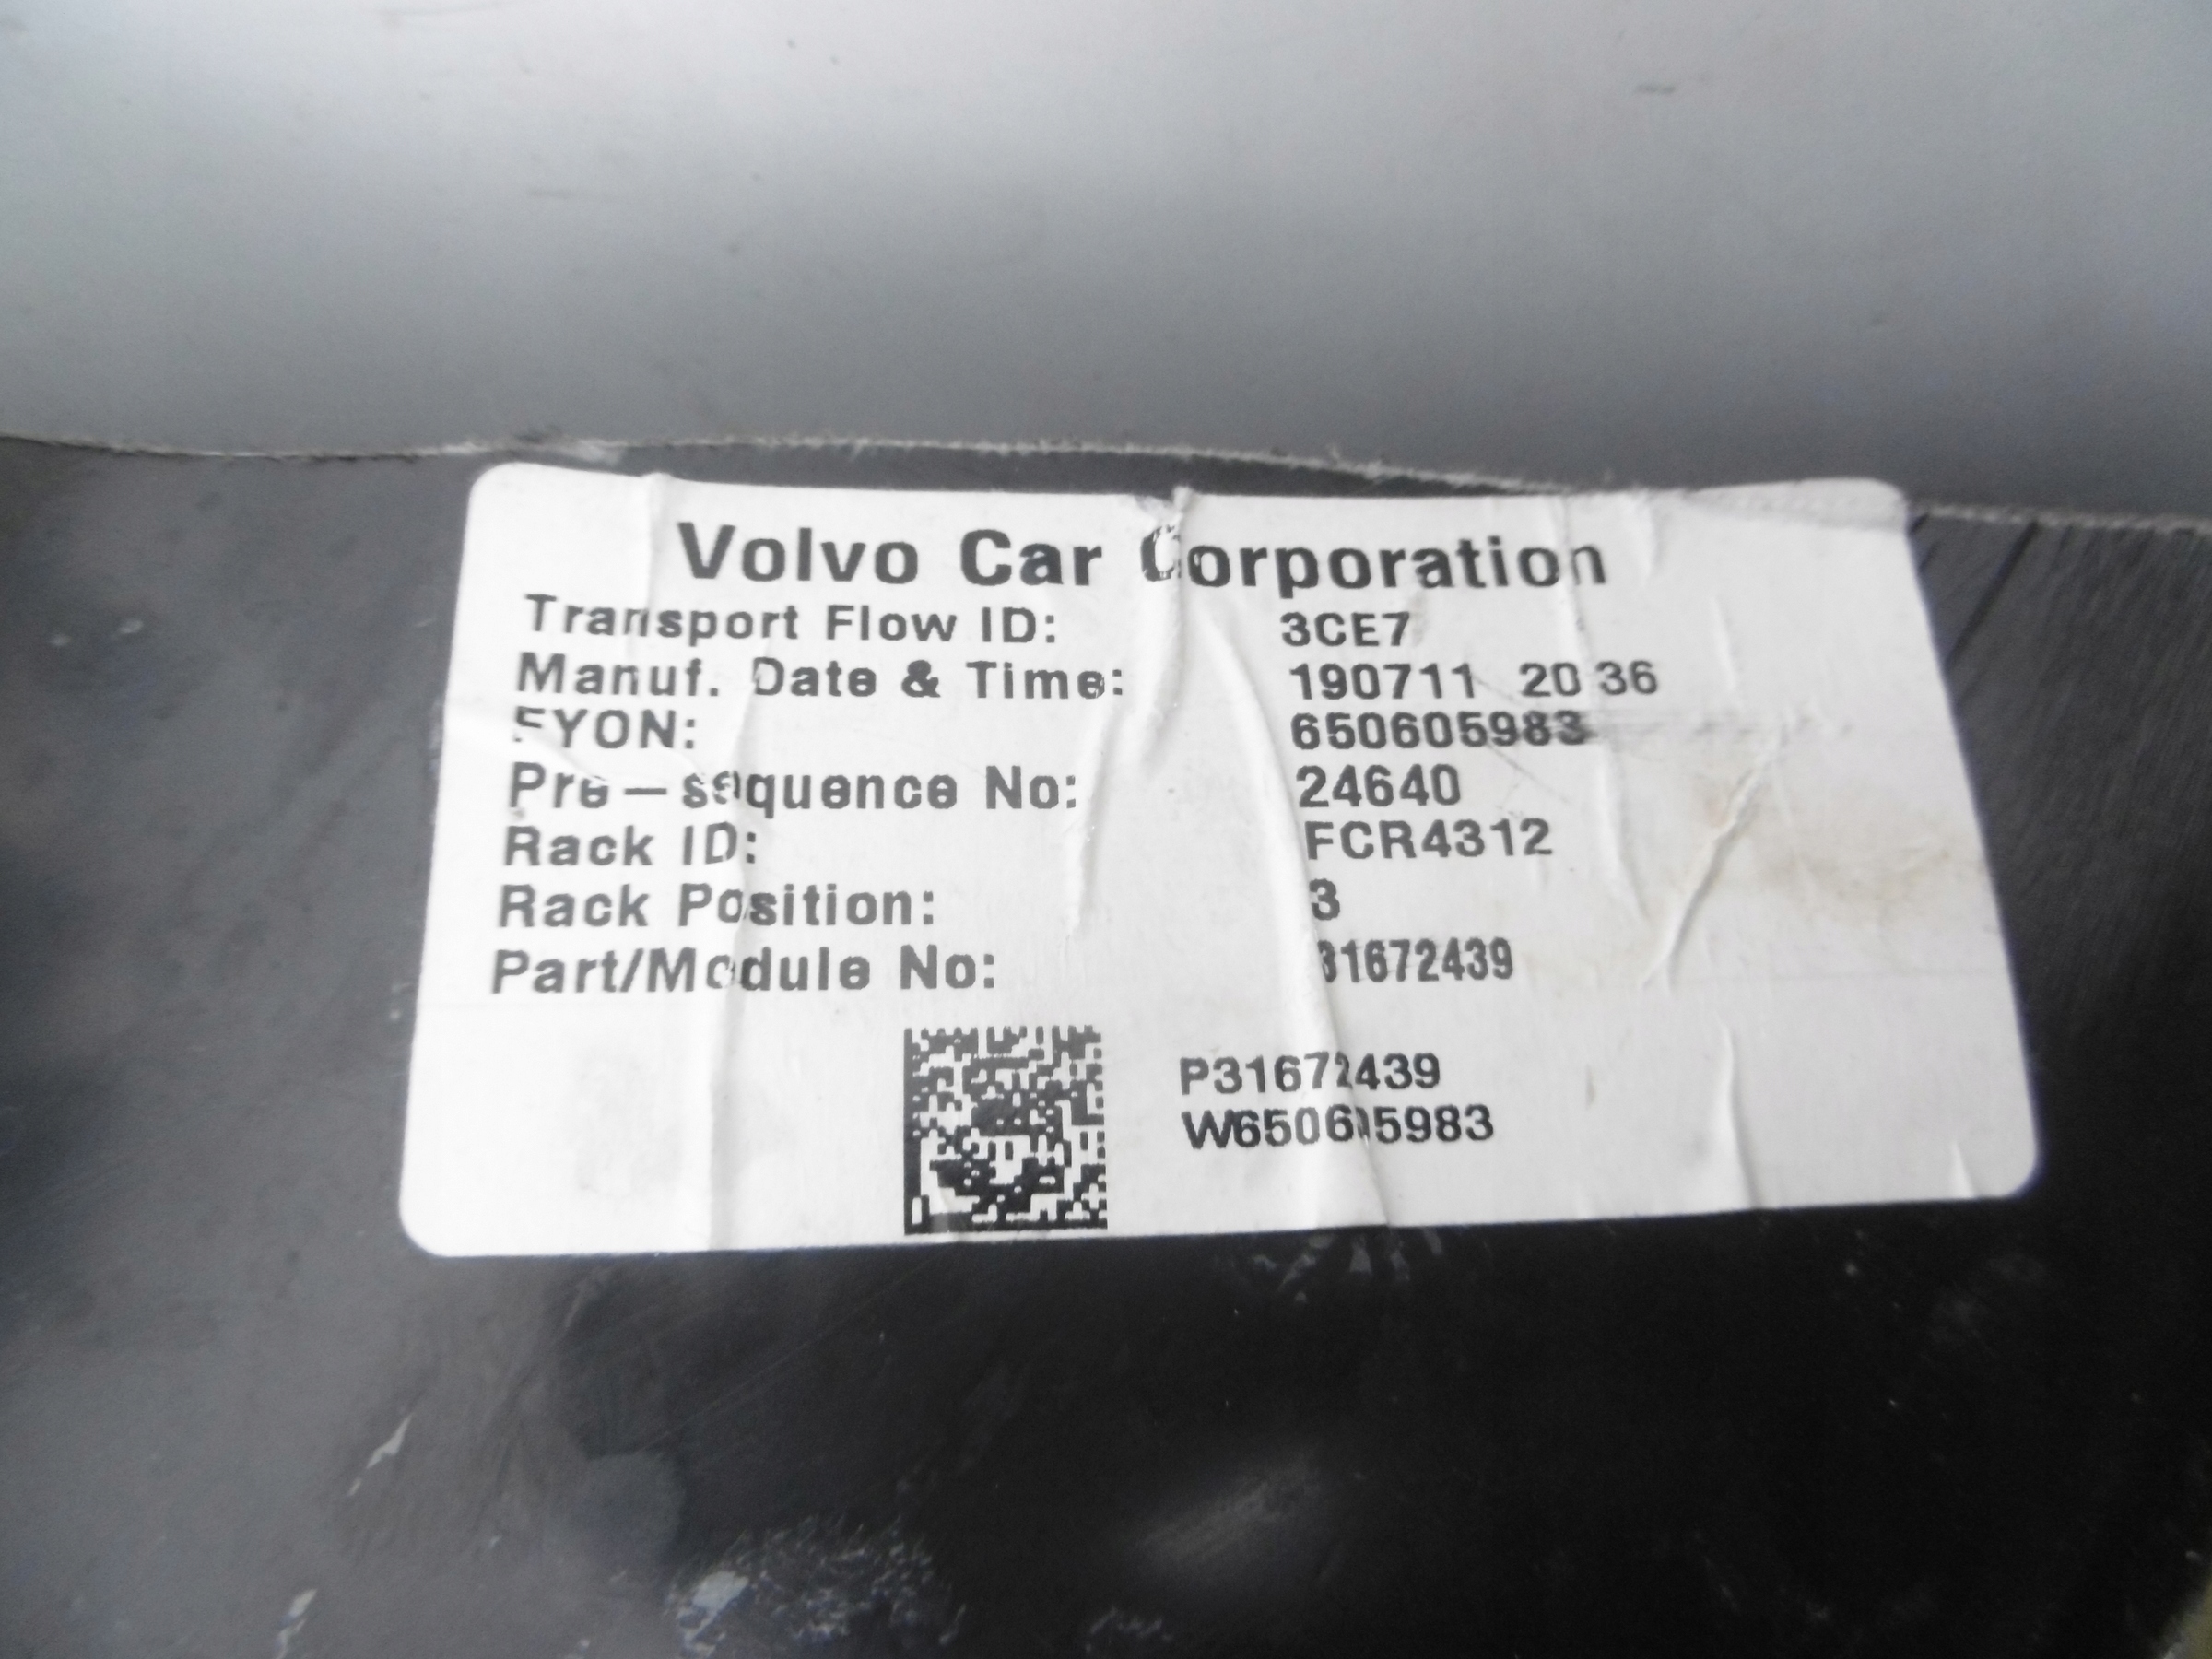 Volvo Car Corporation
Transport Flow ID: 3CE7
Manuf. Date & Time: 190711 20 36
FYON: 650605983
Pre-sequence No: 24640
Rack ID: FCR4312
Rack Position: 3
Part/Module No: 31672439
P31672439
W650605983